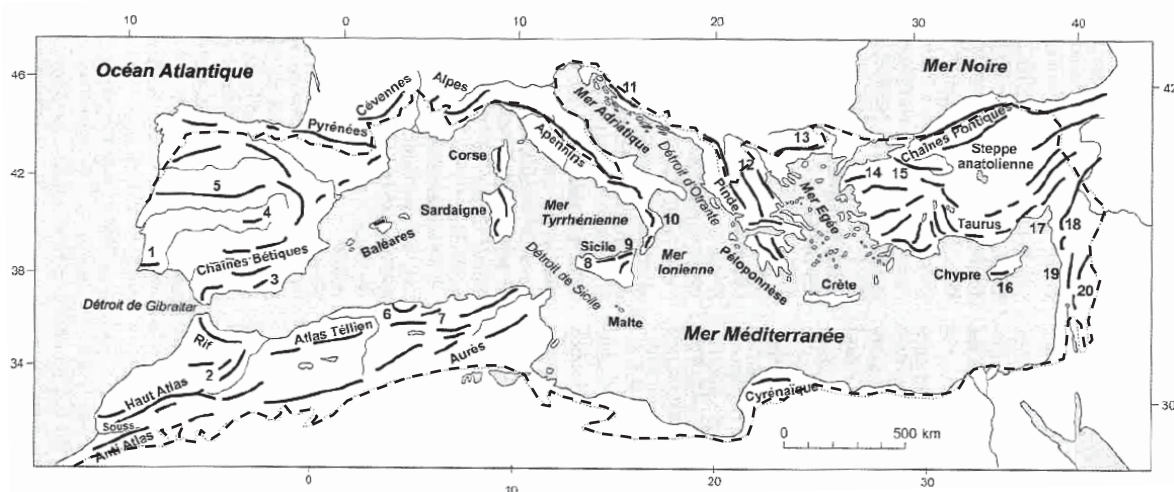 10 0 10 20 30 40
46
42
Océan Atlantique
Mer Noire
Cévennes
Alpes
11
Pyrénées
Mer Adriatique
13
Chaînes Pontique
Apennins
Steppe
anatolienne
Corse
Détroit d'Otrante
12
14 15
42
5
Pinde
Mer Egée
Sardaigne
Mer
Tyrrhénienne
10
4
Taurus
17
18
Baléares
1
Chaînes Bétiques
Sicile 9
8
Mer
Ionienne
Péloponnèse
38
3
Chypre
16
19
20
Détroit de Sicile
Crète
Détroit de Gibraltar
6
7
Malte
Mer Méditerranée
Rif
Atlas Téllien
Aurès
34
2
Haut Atlas
Cyrénaïque
30
Souss
Anti Atlas
0 500 km
0 10 20 30